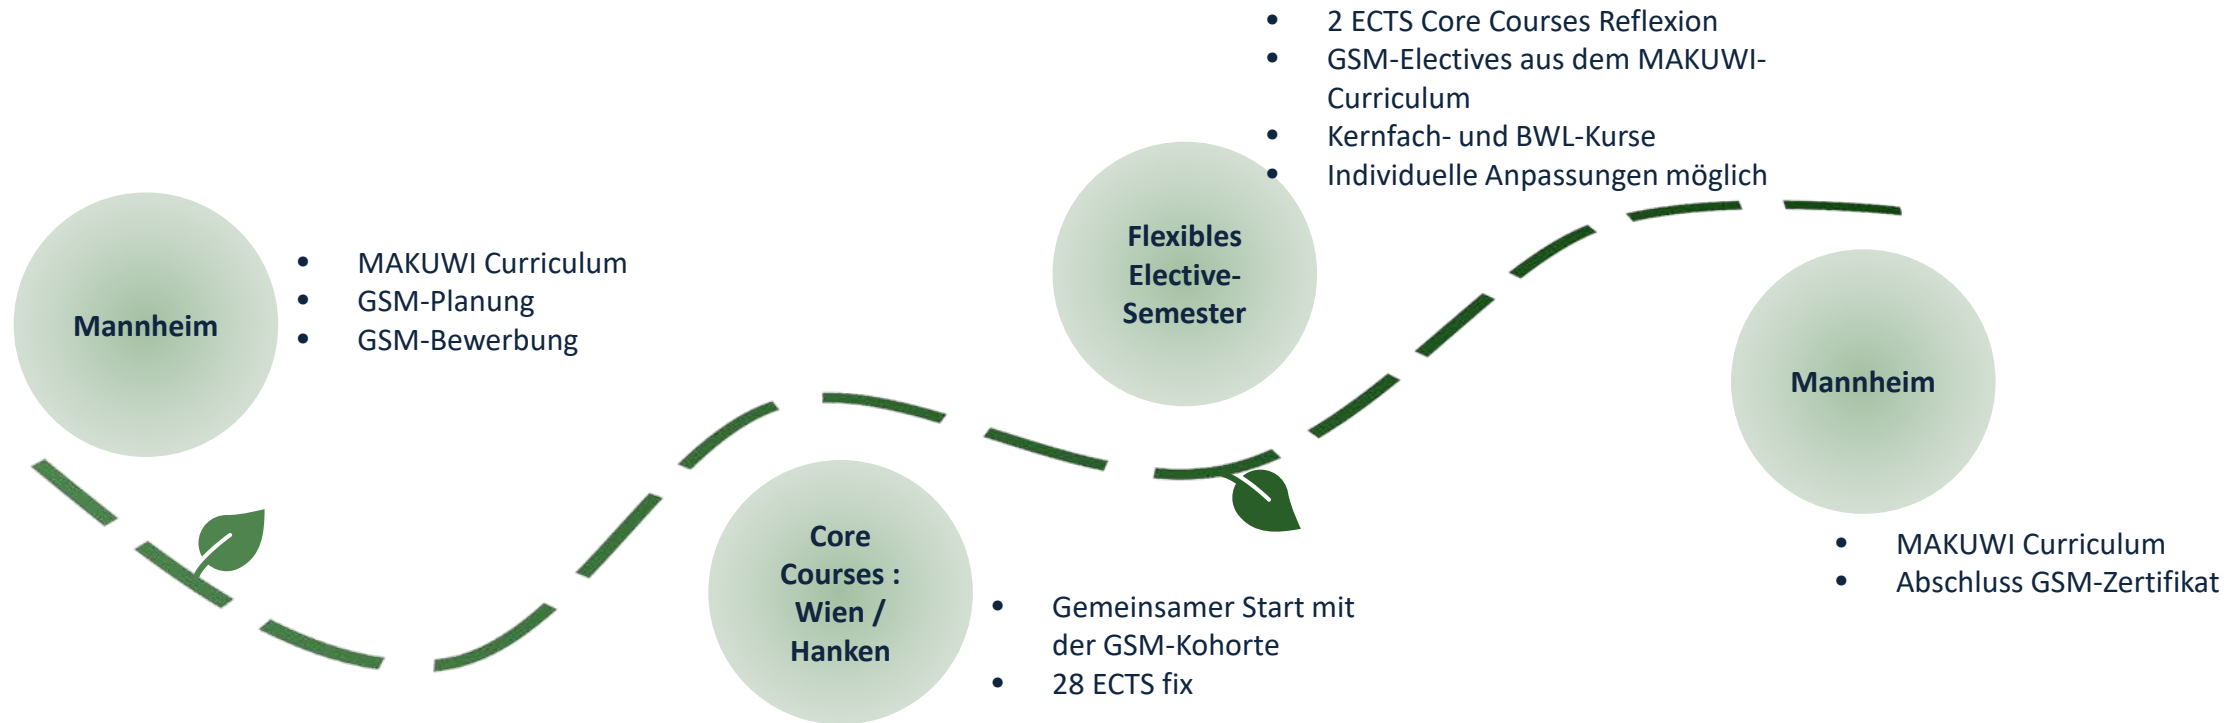 Mannheim
• MAKUWI Curriculum
• GSM-Planung
• GSM-Bewerbung
Core
Courses :
Wien /
Hanken
• Gemeinsamer Start mit
der GSM-Kohorte
• 28 ECTS fix
Flexibles
Elective-
Semester
• 2 ECTS Core Courses Reflexion
• GSM-Electives aus dem MAKUWI-
Curriculum
• Kernfach- und BWL-Kurse
• Individuelle Anpassungen möglich
Mannheim
• MAKUWI Curriculum
• Abschluss GSM-Zertifikat